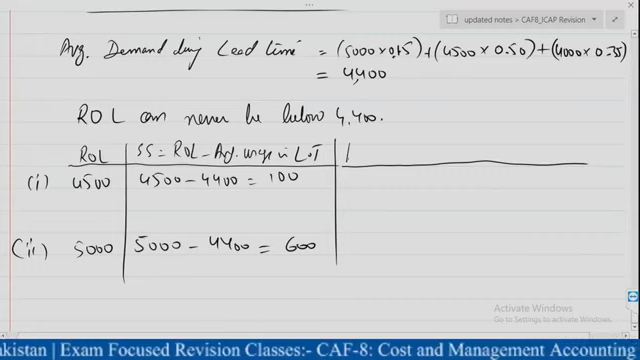 updated notes > CAF8_ICAP Revision
Avg. Demand during Lead time = (5000 x 0.15) + (4500 x 0.50) + (4000 x 0.35)
= 4,400
ROL can never be below 4,400.
ROL | SS = ROL - Avg. usage in L.T
(i) 4500 | 4500 - 4400 = 100
(ii) 5000 | 5000 - 4400 = 600
Activate Windows
Go to Settings to activate Windows.
akistan | Exam Focused Revision Classes:- CAF-8: Cost and Management Accounting